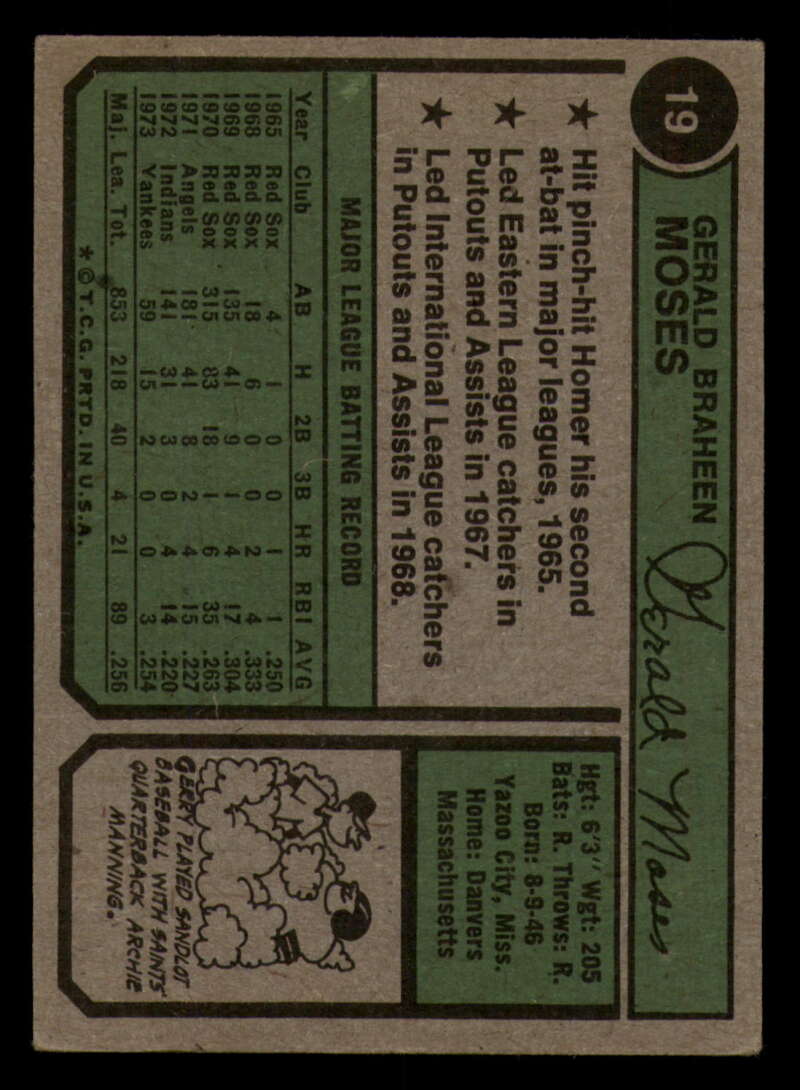 19
GERALD BRAHEEN
MOSES
Gerald Moses
★ Hit pinch-hit Homer his second
at-bat in major leagues, 1965.
★ Led Eastern League catchers in
Putouts and Assists in 1967.
★ Led International League catchers
in Putouts and Assists in 1968.
MAJOR LEAGUE BATTING RECORD
Year Club AB H 2B 3B HR RBI AVG
1965 Red Sox 4 1 0 0 1 1 .250
1968 Red Sox 18 6 0 0 2 4 .333
1969 Red Sox 135 41 9 1 4 17 .304
1970 Red Sox 315 83 18 1 6 35 .263
1971 Angels 181 41 8 2 4 15 .227
1972 Indians 141 31 3 0 4 14 .220
1973 Yankees 59 15 2 0 0 3 .254
Maj. Lea. Tot. 853 218 40 4 21 89 .256
* © T.C.G. PRTD. IN U.S.A.
Hgt: 6'3" Wgt: 205
Bats: R. Throws: R.
Born: 8-9-46
Yazoo City, Miss.
Home: Danvers
Massachusetts
GERRY PLAYED SANDLOT
BASEBALL WITH SAINTS'
QUARTERBACK ARCHIE
MANNING.